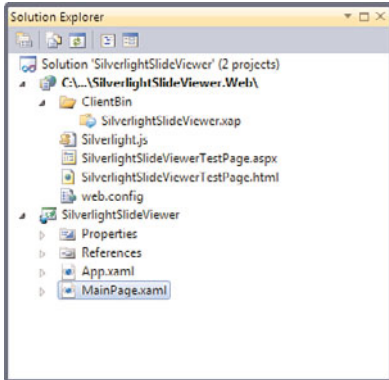 Solution Explorer
Solution 'SilverlightSlideViewer' (2 projects)
C:\...\SilverlightSlideViewer.Web\
ClientBin
SilverlightSlideViewer.xap
Silverlight.js
SilverlightSlideViewerTestPage.aspx
SilverlightSlideViewerTestPage.html
web.config
SilverlightSlideViewer
Properties
References
App.xaml
MainPage.xaml